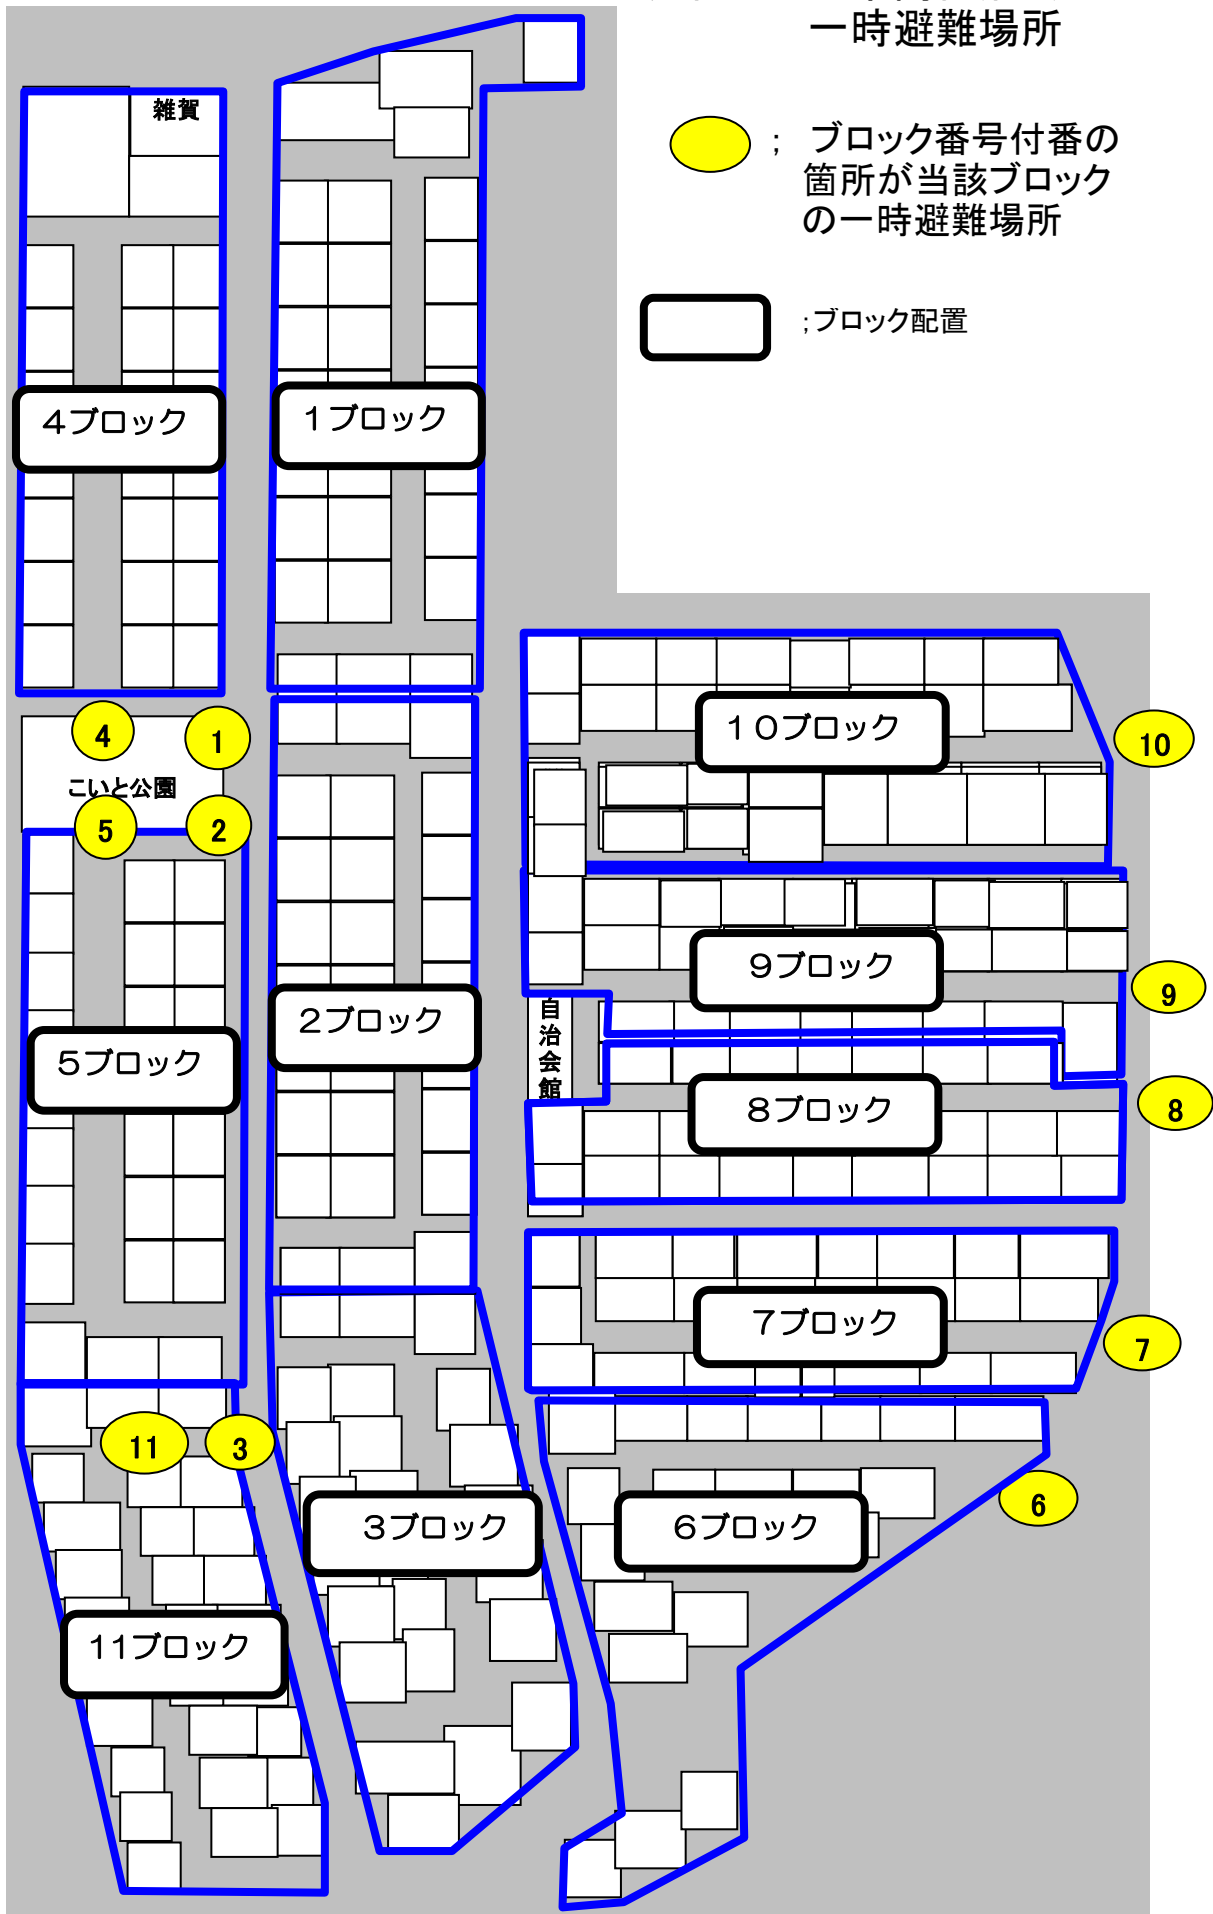 一時避難場所
雑賀
; ブロック番号付番の
箇所が当該ブロック
の一時避難場所
;ブロック配置
4ブロック
1ブロック
4
1
こいと公園
5
2
10ブロック
10
9ブロック
9
自
治
会
館
2ブロック
5ブロック
8ブロック
8
7ブロック
7
11
3
3ブロック
6ブロック
6
11ブロック